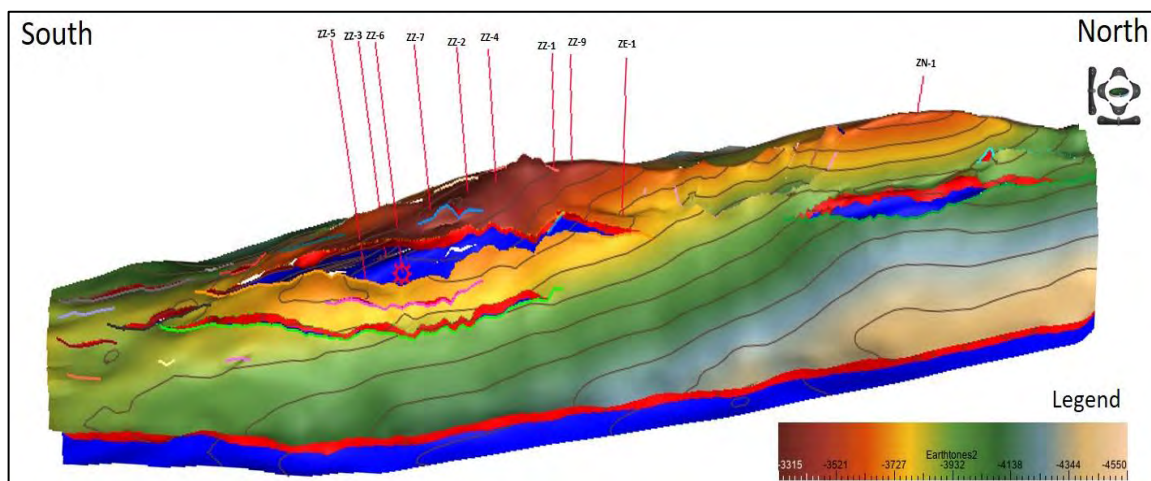 South
North
ZZ-5 ZZ-3 ZZ-6 ZZ-7 ZZ-2 ZZ-4 ZZ-1 ZZ-9 ZE-1
ZN-1
Legend
-3315 -3521 -3727 -3932 -4138 -4344 -4550
Earthtones2